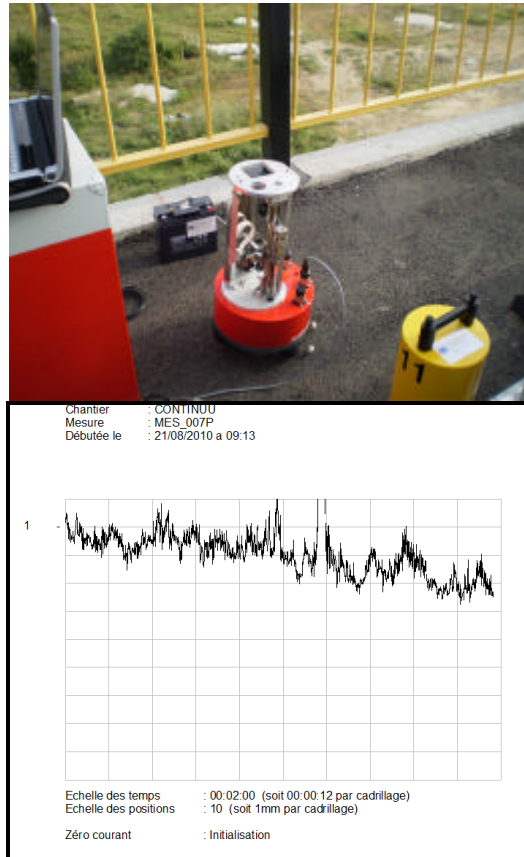 11
Chantier : CONTINUU
Mesure : MES_007P
Débutée le : 21/08/2010 a 09:13
1 -
Echelle des temps : 00:02:00 (soit 00:00:12 par cadrillage)
Echelle des positions : 10 (soit 1mm par cadrillage)
Zéro courant : Initialisation